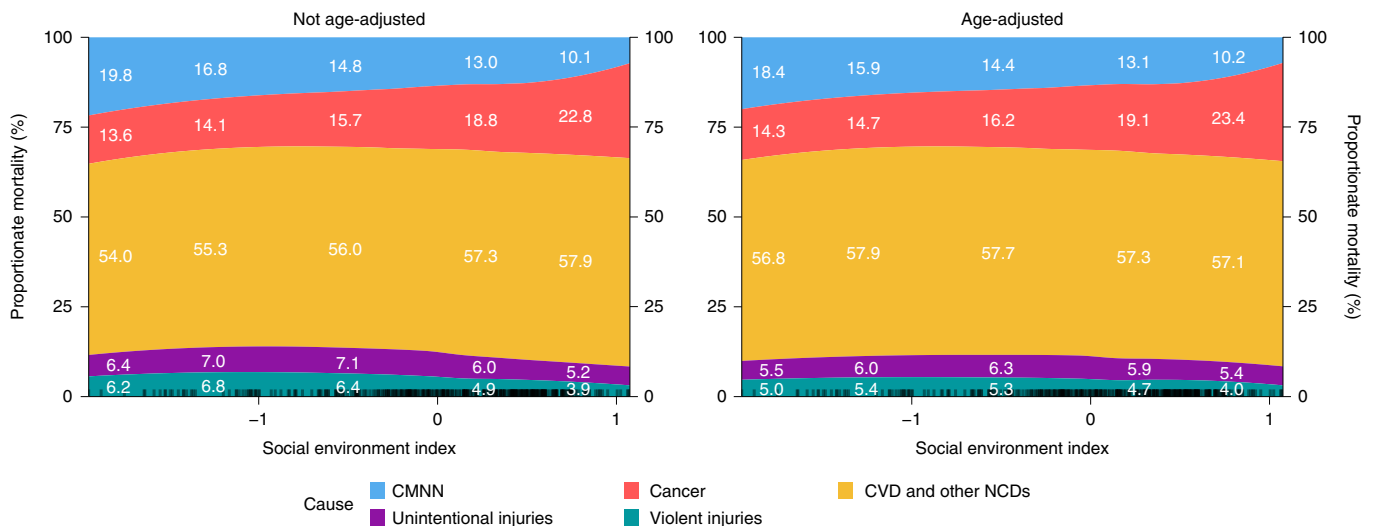 Not age-adjusted
Age-adjusted
Proportionate mortality (%)
100
75
50
25
0
19.8 16.8 14.8 13.0 10.1
13.6 14.1 15.7 18.8 22.8
54.0 55.3 56.0 57.3 57.9
6.4 7.0 7.1 6.0 5.2
6.2 6.8 6.4 4.9 3.9
100
75
50
25
0
−1 0 1
Social environment index
100
75
50
25
0
18.4 15.9 14.4 13.1 10.2
14.3 14.7 16.2 19.1 23.4
56.8 57.9 57.7 57.3 57.1
5.5 6.0 6.3 5.9 5.4
5.0 5.4 5.3 4.7 4.0
100
75
50
25
0
Proportionate mortality (%)
−1 0 1
Social environment index
Cause
CMNN
Cancer
CVD and other NCDs
Unintentional injuries
Violent injuries